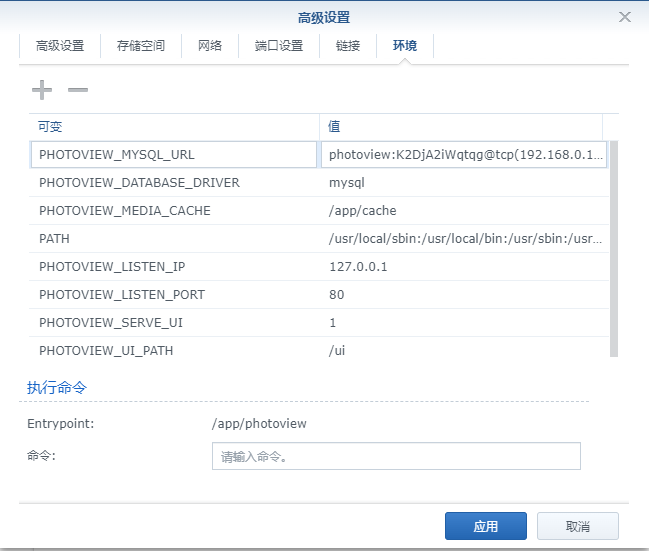 高级设置
高级设置 存储空间 网络 端口设置 链接 环境
可变 值
PHOTOVIEW_MYSQL_URL photoview:K2DjA2iWqtqg@tcp(192.168.0.1...
PHOTOVIEW_DATABASE_DRIVER mysql
PHOTOVIEW_MEDIA_CACHE /app/cache
PATH /usr/local/sbin:/usr/local/bin:/usr/sbin:/usr...
PHOTOVIEW_LISTEN_IP 127.0.0.1
PHOTOVIEW_LISTEN_PORT 80
PHOTOVIEW_SERVE_UI 1
PHOTOVIEW_UI_PATH /ui
执行命令
Entrypoint: /app/photoview
命令: 请输入命令。
应用 取消